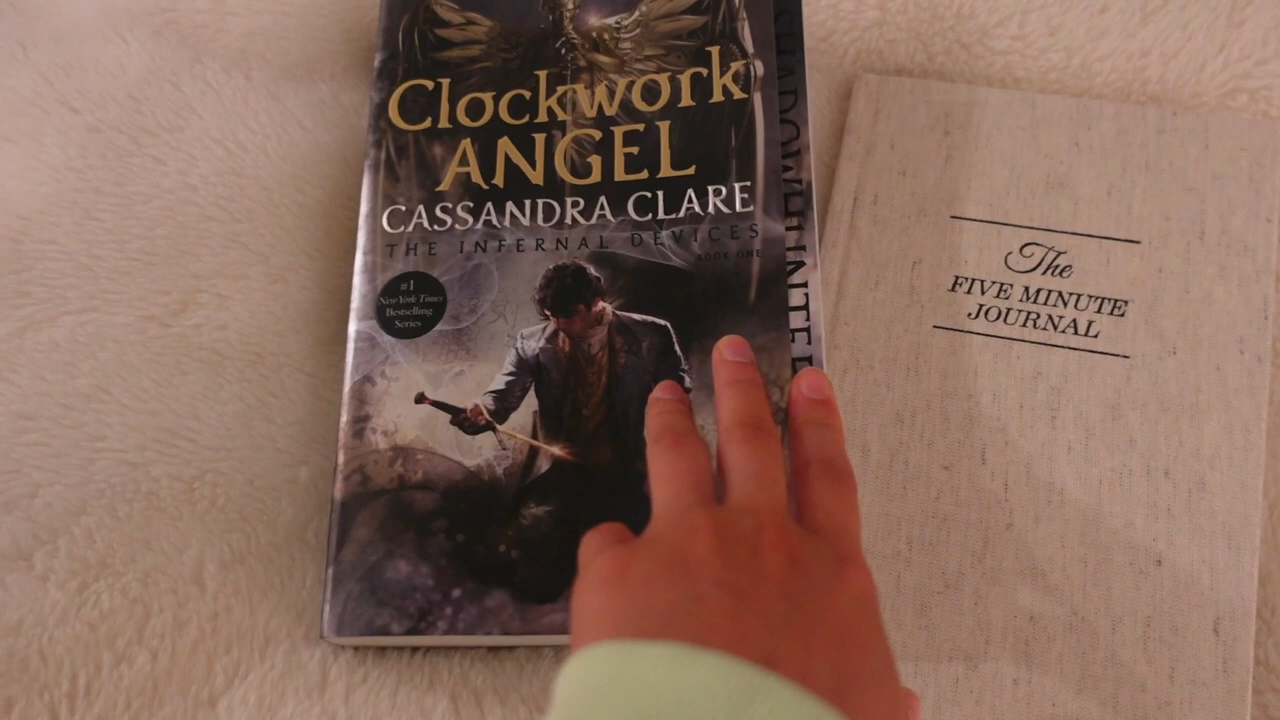 Clockwork
ANGEL
CASSANDRA CLARE
THE INFERNAL DEVICES
BOOK ONE
#1
New York Times
Bestselling
Series
The
FIVE MINUTE
JOURNAL